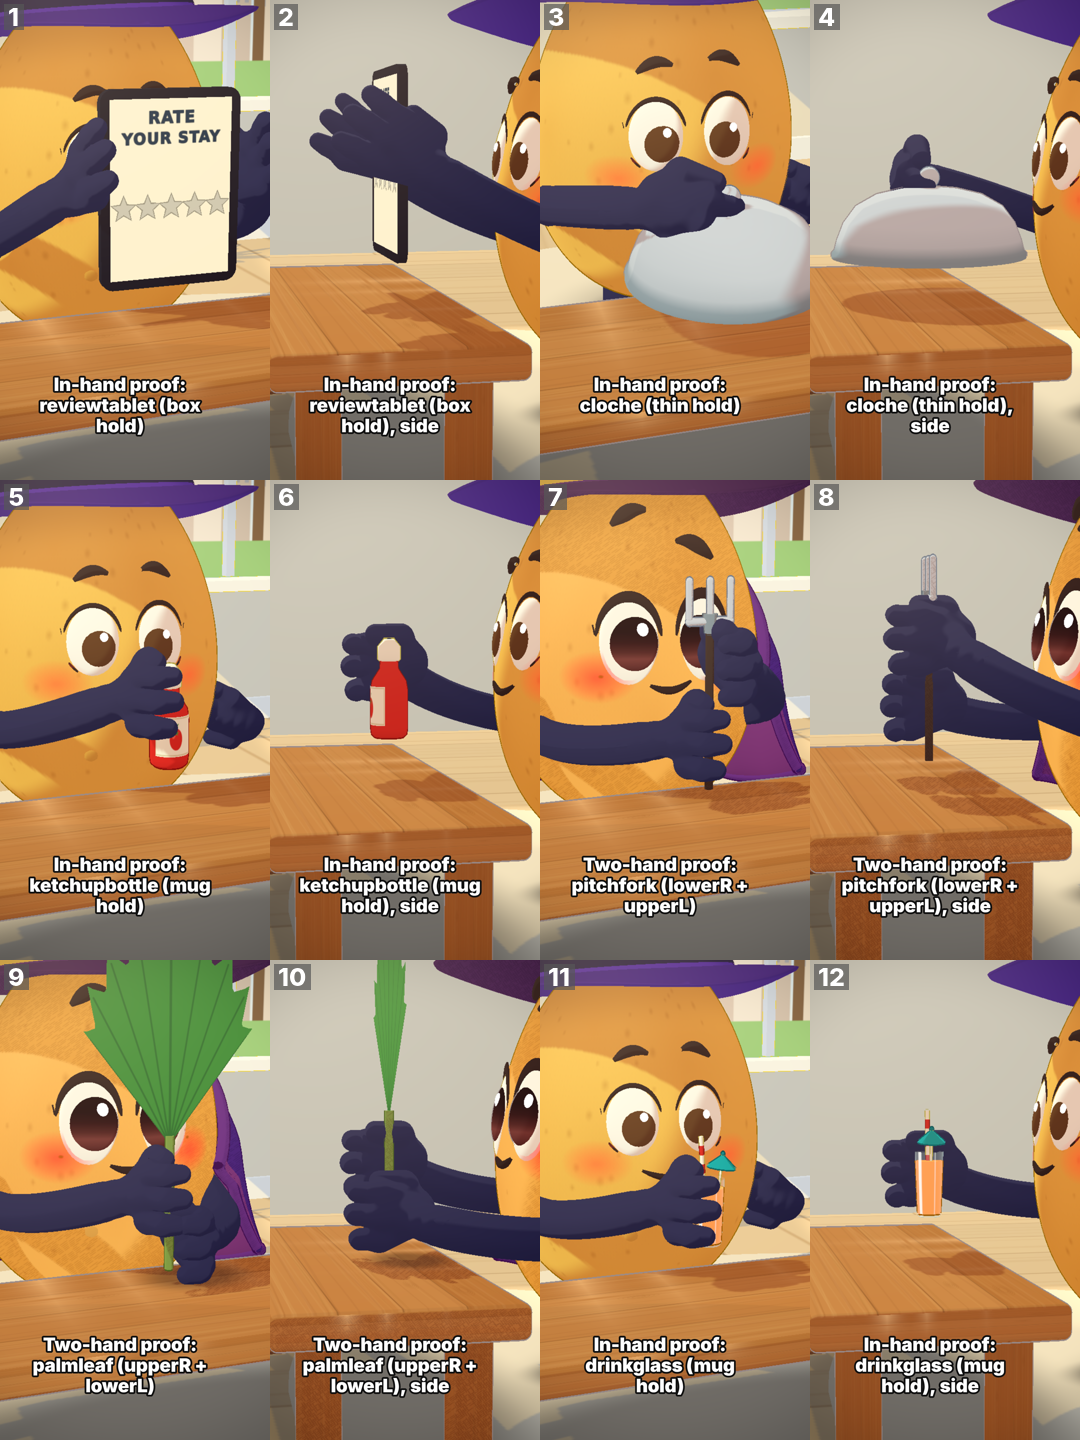 1
RATE
YOUR STAY
In-hand proof:
reviewtablet (box
hold)
2
In-hand proof:
reviewtablet (box
hold), side
3
In-hand proof:
cloche (thin hold)
4
In-hand proof:
cloche (thin hold),
side
5
In-hand proof:
ketchupbottle (mug
hold)
6
In-hand proof:
ketchupbottle (mug
hold), side
7
Two-hand proof:
pitchfork (lowerR +
upperL)
8
Two-hand proof:
pitchfork (lowerR +
upperL), side
9
Two-hand proof:
palmleaf (upperR +
lowerL)
10
Two-hand proof:
palmleaf (upperR +
lowerL), side
11
In-hand proof:
drinkglass (mug
hold)
12
In-hand proof:
drinkglass (mug
hold), side